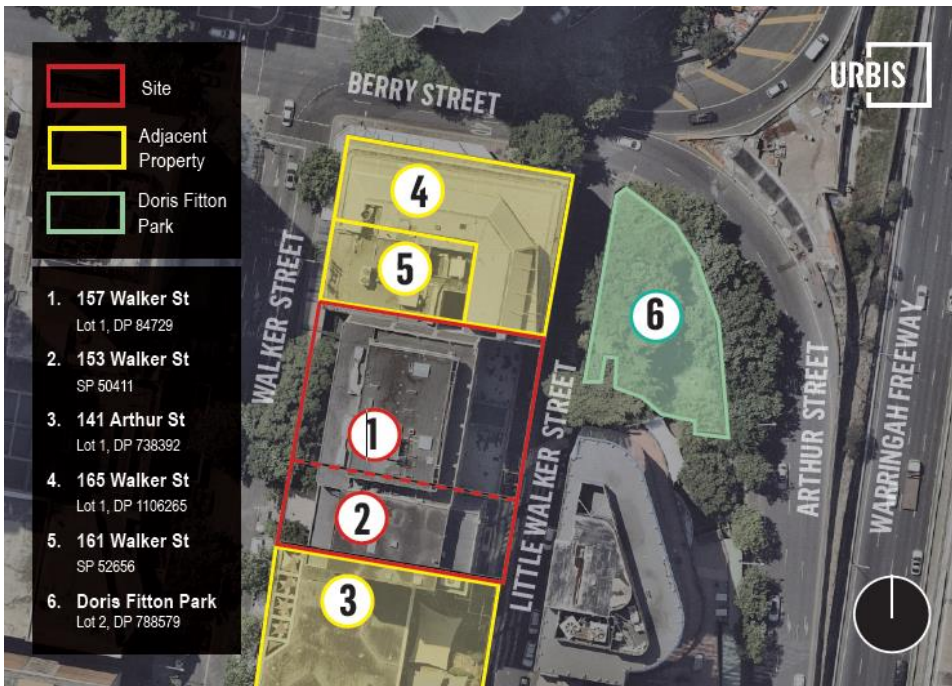 Site
Adjacent
Property
Doris Fitton
Park
1. 157 Walker St
Lot 1, DP 84729
2. 153 Walker St
SP 50411
3. 141 Arthur St
Lot 1, DP 738392
4. 165 Walker St
Lot 1, DP 1106265
5. 161 Walker St
SP 52656
6. Doris Fitton Park
Lot 2, DP 788579
BERRY STREET
URBIS
WALKER STREET
LITTLE WALKER STREET
ARTHUR STREET
WARRINGAH FREEWAY
4
5
6
1
2
3